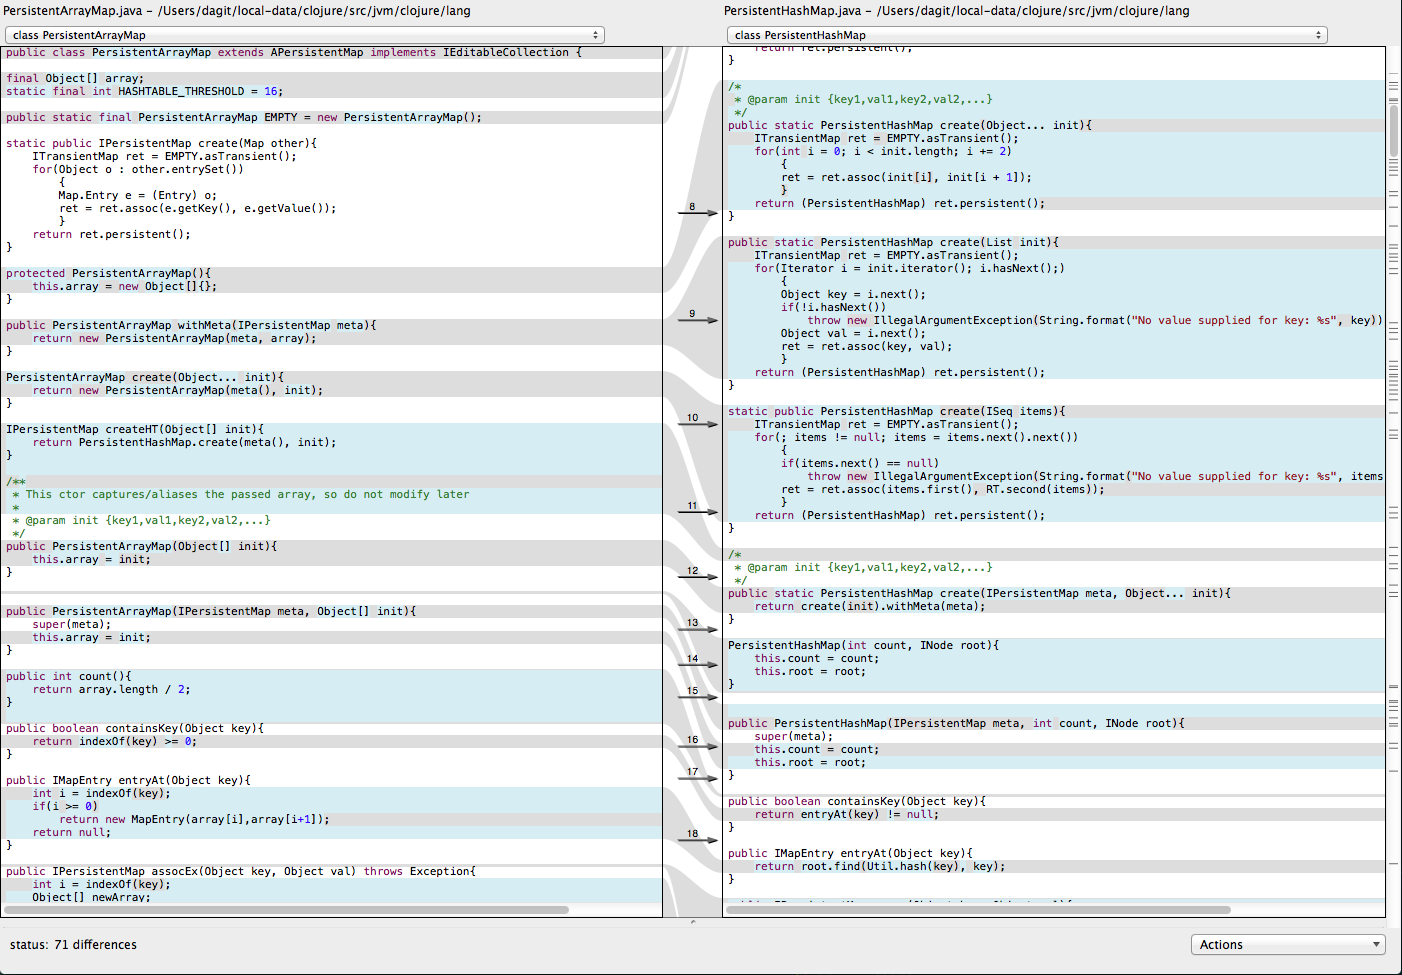 PersistentArrayMap.java – /Users/dagit/local-data/clojure/src/jvm/clojure/lang
class PersistentArrayMap
public class PersistentArrayMap extends APersistentMap implements IEditableCollection {
final Object[] array;
static final int HASHTABLE_THRESHOLD = 16;
public static final PersistentArrayMap EMPTY = new PersistentArrayMap();
static public IPersistentMap create(Map other){
ITransientMap ret = EMPTY.asTransient();
for(Object o : other.entrySet())
{
Map.Entry e = (Entry) o;
ret = ret.assoc(e.getKey(), e.getValue());
}
return ret.persistent();
}
protected PersistentArrayMap(){
this.array = new Object[]{};
}
public PersistentArrayMap withMeta(IPersistentMap meta){
return new PersistentArrayMap(meta, array);
}
PersistentArrayMap create(Object... init){
return new PersistentArrayMap(meta(), init);
}
IPersistentMap createHT(Object[] init){
return PersistentHashMap.create(meta(), init);
}
/**
* This ctor captures/aliases the passed array, so do not modify later
*
* @param init {key1,val1,key2,val2,...}
*/
public PersistentArrayMap(Object[] init){
this.array = init;
}
public PersistentArrayMap(IPersistentMap meta, Object[] init){
super(meta);
this.array = init;
}
public int count(){
return array.length / 2;
}
public boolean containsKey(Object key){
return indexOf(key) >= 0;
}
public IMapEntry entryAt(Object key){
int i = indexOf(key);
if(i >= 0)
return new MapEntry(array[i],array[i+1]);
return null;
}
public IPersistentMap assocEx(Object key, Object val) throws Exception{
int i = indexOf(key);
Object[] newArray;
8
9
10
11
12
13
14
15
16
17
18
PersistentHashMap.java – /Users/dagit/local-data/clojure/src/jvm/clojure/lang
class PersistentHashMap
return ret.persistent();
}
/*
* @param init {key1,val1,key2,val2,...}
*/
public static PersistentHashMap create(Object... init){
ITransientMap ret = EMPTY.asTransient();
for(int i = 0; i < init.length; i += 2)
{
ret = ret.assoc(init[i], init[i + 1]);
}
return (PersistentHashMap) ret.persistent();
}
public static PersistentHashMap create(List init){
ITransientMap ret = EMPTY.asTransient();
for(Iterator i = init.iterator(); i.hasNext();)
{
Object key = i.next();
if(!i.hasNext())
throw new IllegalArgumentException(String.format("No value supplied for key: %s", key))
Object val = i.next();
ret = ret.assoc(key, val);
}
return (PersistentHashMap) ret.persistent();
}
static public PersistentHashMap create(ISeq items){
ITransientMap ret = EMPTY.asTransient();
for(; items != null; items = items.next().next())
{
if(items.next() == null)
throw new IllegalArgumentException(String.format("No value supplied for key: %s", items
ret = ret.assoc(items.first(), RT.second(items));
}
return (PersistentHashMap) ret.persistent();
}
/*
* @param init {key1,val1,key2,val2,...}
*/
public static PersistentHashMap create(IPersistentMap meta, Object... init){
return create(init).withMeta(meta);
}
PersistentHashMap(int count, INode root){
this.count = count;
this.root = root;
}
public PersistentHashMap(IPersistentMap meta, int count, INode root){
super(meta);
this.count = count;
this.root = root;
}
public boolean containsKey(Object key){
return entryAt(key) != null;
}
public IMapEntry entryAt(Object key){
return root.find(Util.hash(key), key);
}
status: 71 differences
Actions